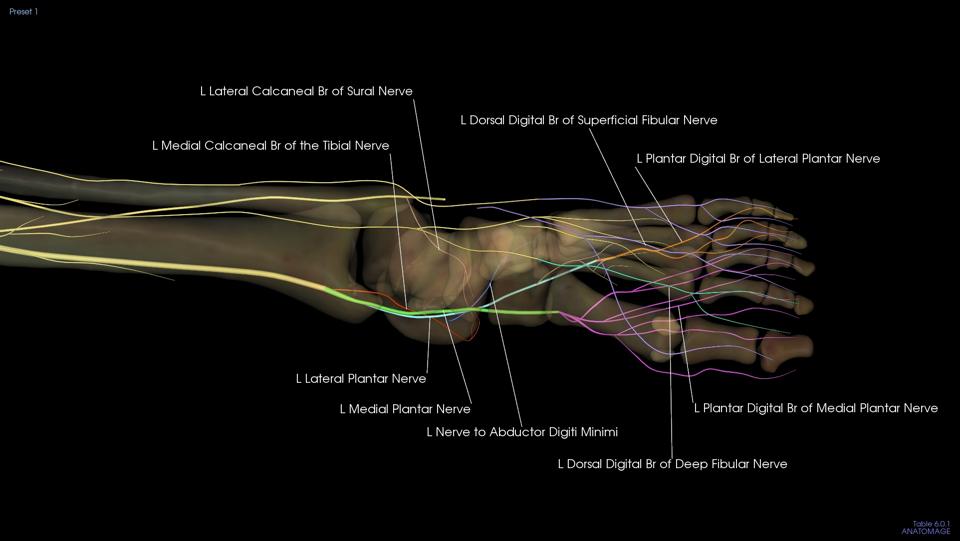 Preset 1
L Lateral Calcaneal Br of Sural Nerve
L Dorsal Digital Br of Superficial Fibular Nerve
L Medial Calcaneal Br of the Tibial Nerve
L Plantar Digital Br of Lateral Plantar Nerve
L Lateral Plantar Nerve
L Medial Plantar Nerve
L Plantar Digital Br of Medial Plantar Nerve
L Nerve to Abductor Digiti Minimi
L Dorsal Digital Br of Deep Fibular Nerve
Table 6.0.1
ANATOMAGE